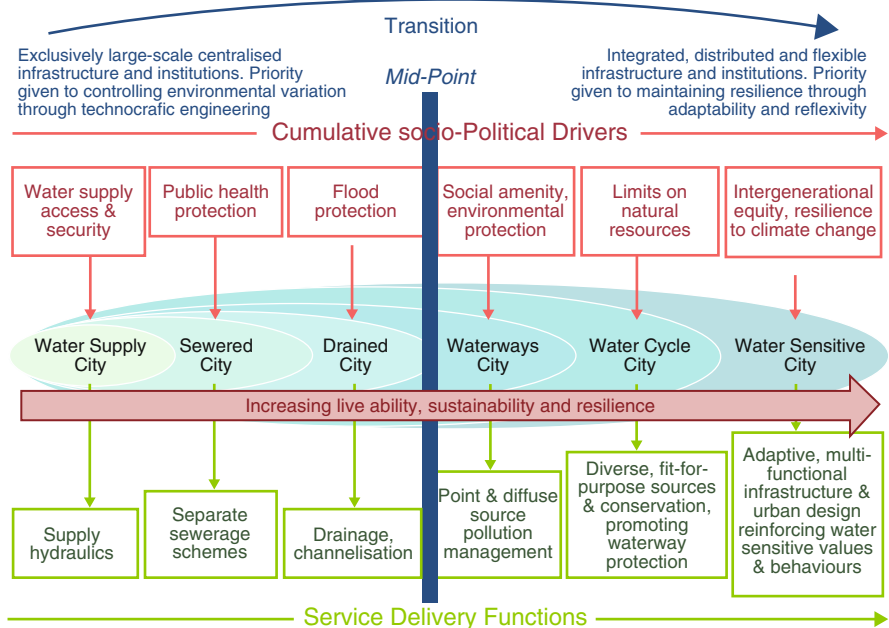 Transition
Exclusively large-scale centralised
infrastructure and institutions. Priority
given to controlling environmental variation
through technocrafic engineering
Mid-Point
Integrated, distributed and flexible
infrastructure and institutions. Priority
given to maintaining resilience through
adaptability and reflexivity
Cumulative socio-Political Drivers
Water supply
access &
security
Public health
protection
Flood
protection
Social amenity,
environmental
protection
Limits on
natural
resources
Intergenerational
equity, resilience
to climate change
Water Supply
City
Sewered
City
Drained
City
Waterways
City
Water Cycle
City
Water Sensitive
City
Increasing live ability, sustainability and resilience
Supply
hydraulics
Separate
sewerage
schemes
Drainage,
channelisation
Point & diffuse
source
pollution
management
Diverse, fit-for-
purpose sources
& conservation,
promoting
waterway
protection
Adaptive, multi-
functional
infrastructure &
urban design
reinforcing water
sensitive values
& behaviours
Service Delivery Functions